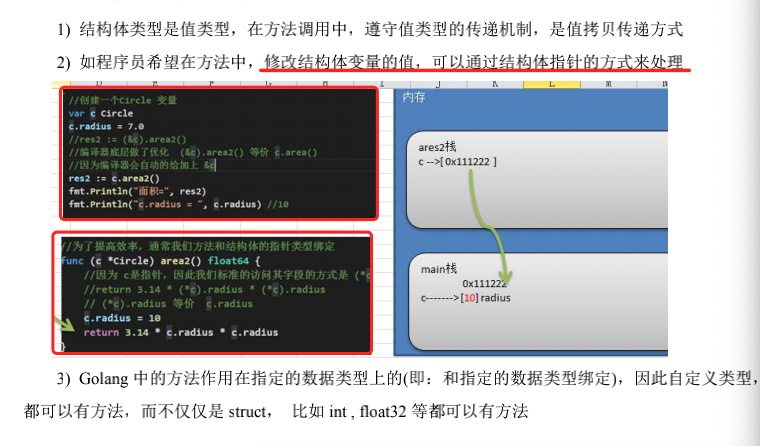 1) 结构体类型是值类型，在方法调用中，遵守值类型的传递机制，是值拷贝传递方式
2) 如程序员希望在方法中，修改结构体变量的值，可以通过结构体指针的方式来处理
//创建一个Circle 变量
var c Circle
c.radius = 7.0
//res2 := (&c).area2()
//编译器底层做了优化 (&c).area2() 等价 c.area()
//因为编译器会自动的给加上 &c
res2 := c.area2()
fmt.Println("面积=", res2)
fmt.Println("c.radius = ", c.radius) //10
//为了提高效率，通常我们方法和结构体的指针类型绑定
func (c *Circle) area2() float64 {
//因为 c是指针，因此我们标准的访问其字段的方式是 (*c
//return 3.14 * (*c).radius * (*c).radius
// (*c).radius 等价 c.radius
c.radius = 10
return 3.14 * c.radius * c.radius
}
内存
ares2栈
c -->[ 0x111222 ]
main栈
0x111222
c------->[10] radius
3) Golang 中的方法作用在指定的数据类型上的(即：和指定的数据类型绑定)，因此自定义类型，
都可以有方法，而不仅仅是 struct， 比如 int , float32 等都可以有方法